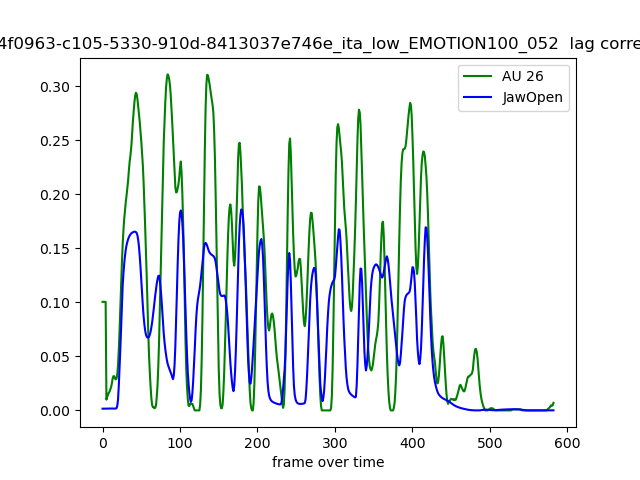 4f0963-c105-5330-910d-8413037e746e_ita_low_EMOTION100_052 lag corre
AU 26
JawOpen
0.30
0.25
0.20
0.15
0.10
0.05
0.00
0 100 200 300 400 500 600
frame over time